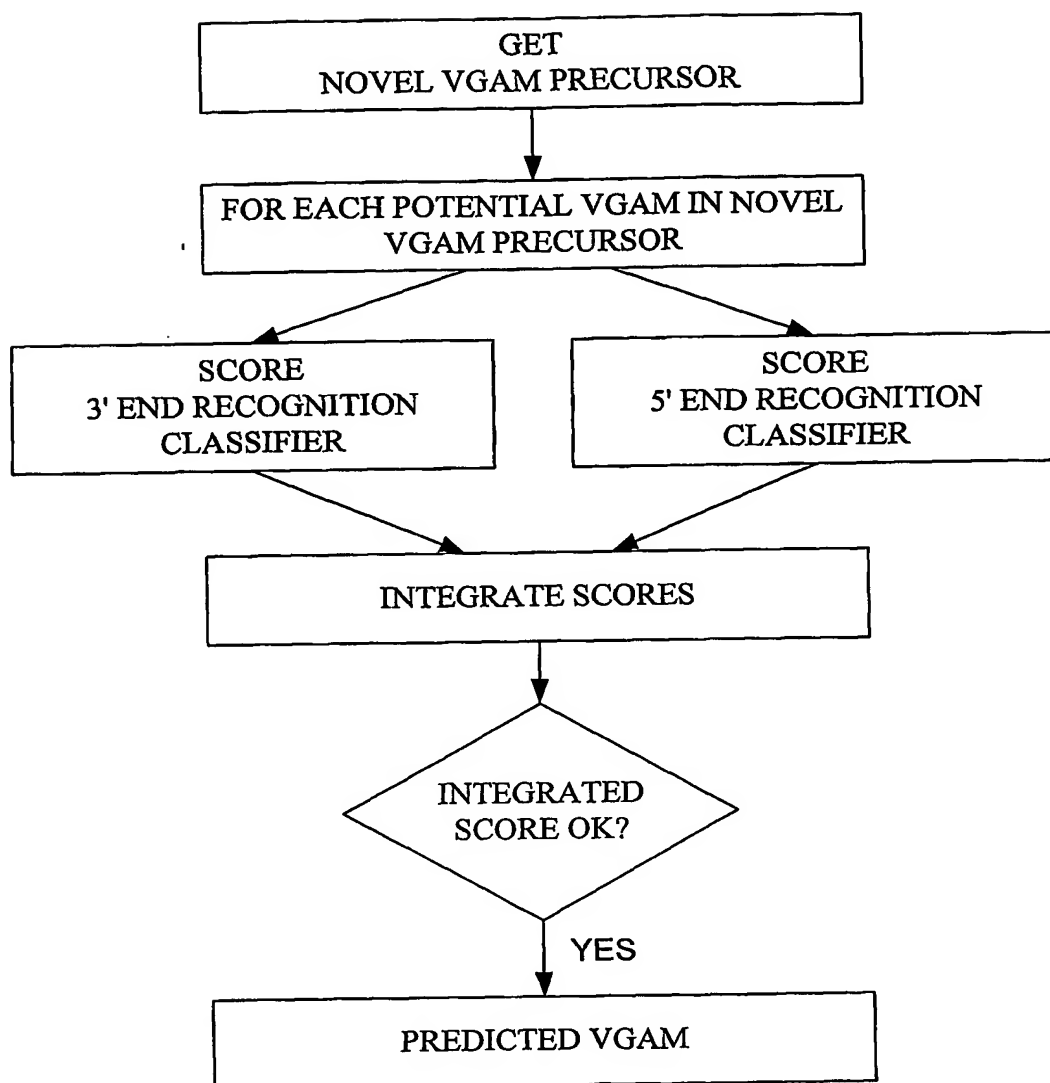 GET
NOVEL VGAM PRECURSOR
FOR EACH POTENTIAL VGAM IN NOVEL
VGAM PRECURSOR
SCORE
3' END RECOGNITION
CLASSIFIER
SCORE
5' END RECOGNITION
CLASSIFIER
INTEGRATE SCORES
INTEGRATED
SCORE OK?
YES
PREDICTED VGAM